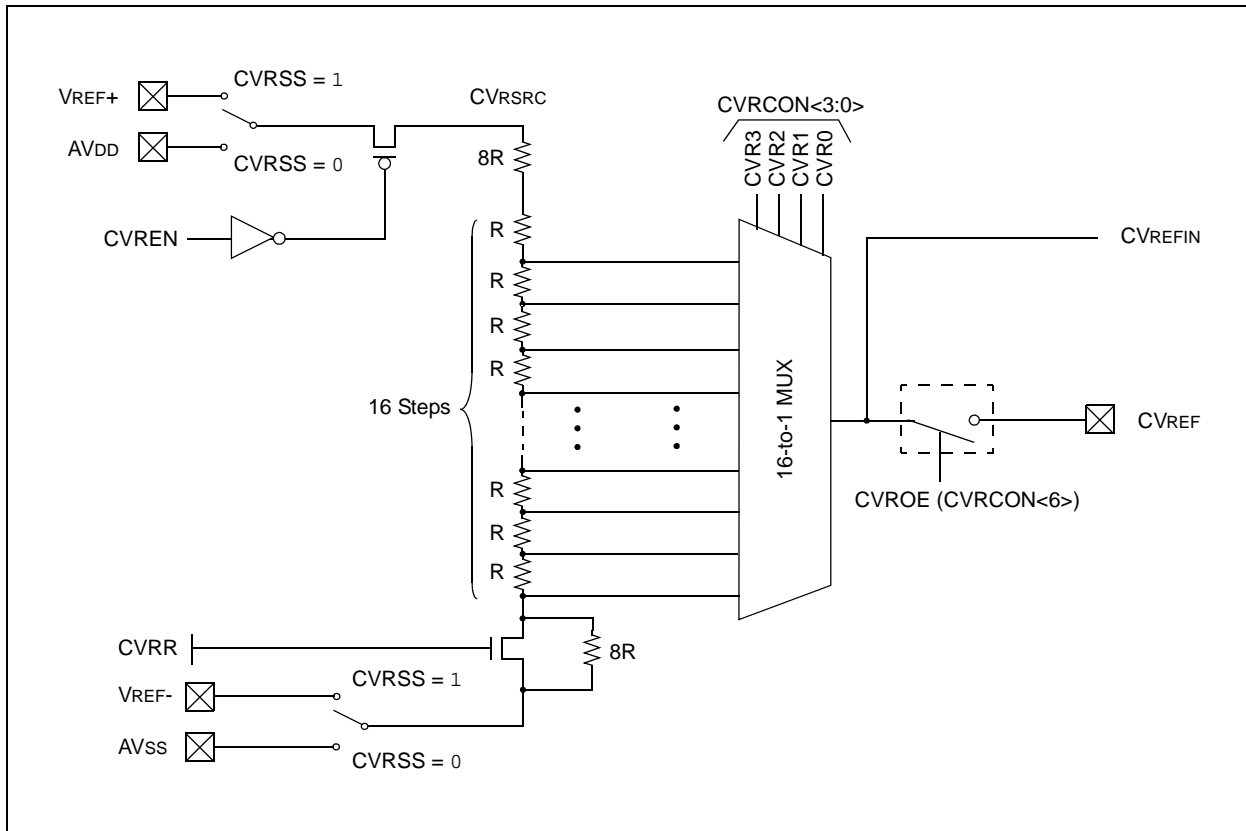 VREF+
CVRSS = 1
AVDD
CVRSS = 0
CVREN
CVRSRC
8R
R
R
R
R
16 Steps
R
R
R
CVRCON<3:0>
CVR3
CVR2
CVR1
CVR0
16-to-1 MUX
CVREFIN
CVREF
CVROE (CVRCON<6>)
CVRR
8R
VREF-
CVRSS = 1
AVSS
CVRSS = 0